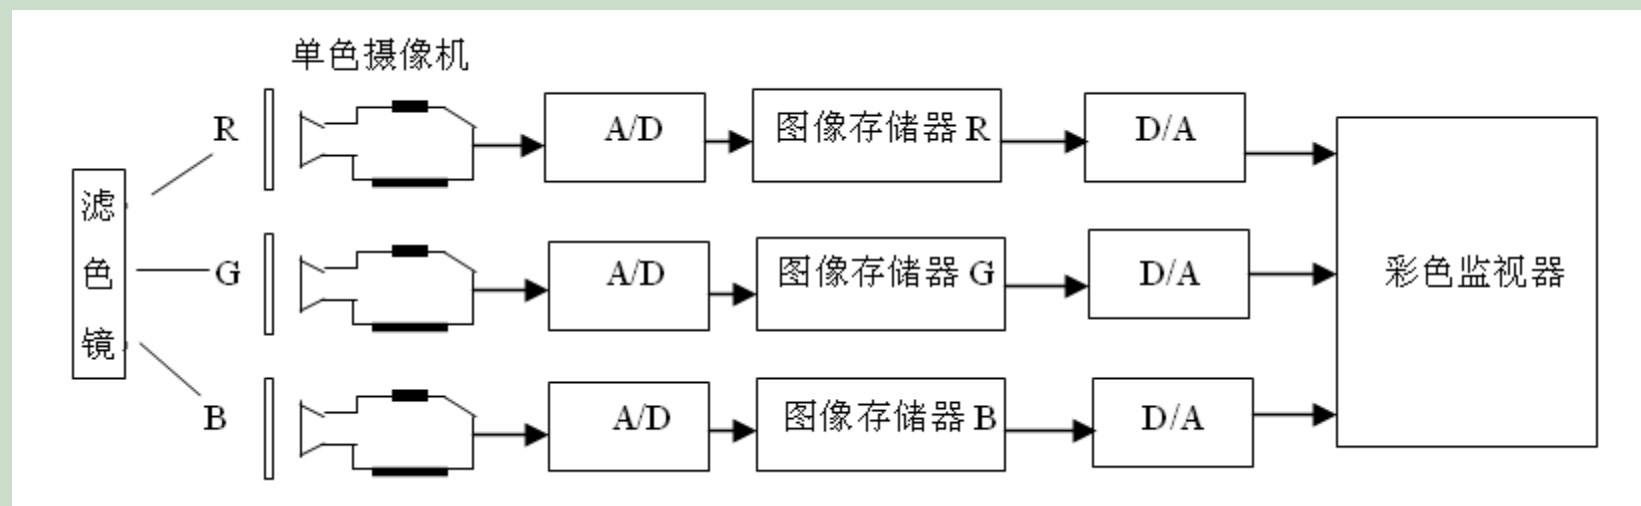 单色摄像机
R
A/D
图像存储器 R
D/A
滤色镜
G
A/D
图像存储器 G
D/A
彩色监视器
B
A/D
图像存储器 B
D/A